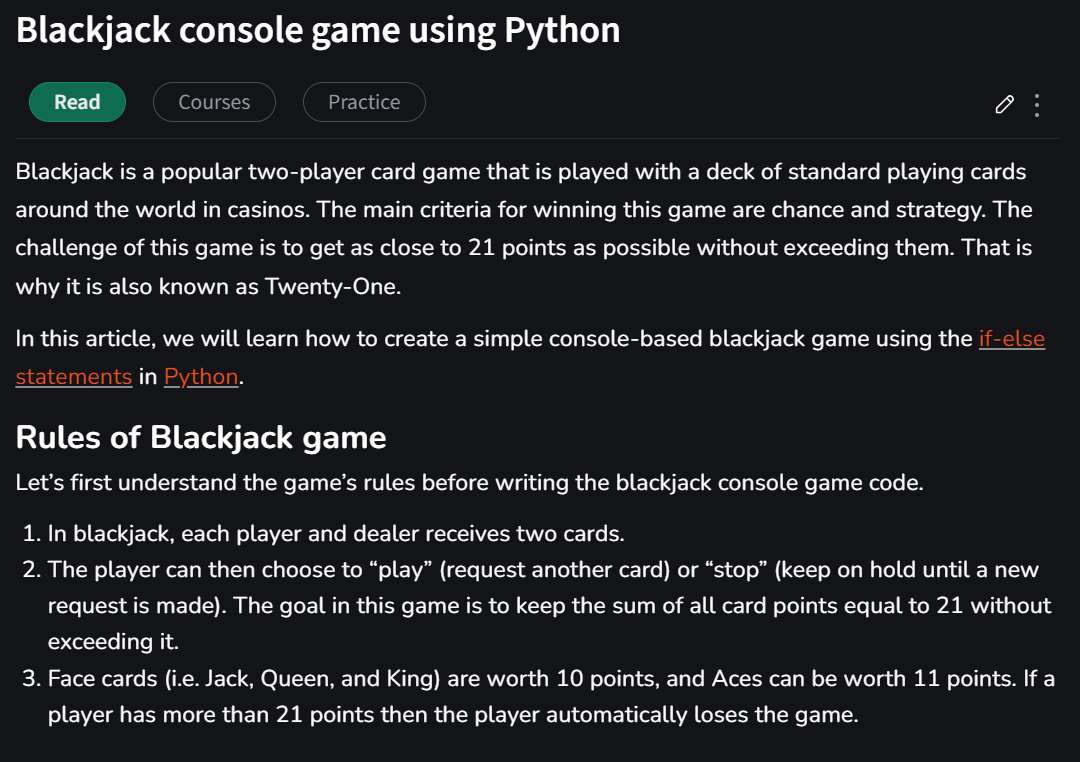 Blackjack console game using Python
Read Courses Practice
Blackjack is a popular two-player card game that is played with a deck of standard playing cards
around the world in casinos. The main criteria for winning this game are chance and strategy. The
challenge of this game is to get as close to 21 points as possible without exceeding them. That is
why it is also known as Twenty-One.
In this article, we will learn how to create a simple console-based blackjack game using the if-else
statements in Python.
Rules of Blackjack game
Let’s first understand the game’s rules before writing the blackjack console game code.
1. In blackjack, each player and dealer receives two cards.
2. The player can then choose to “play” (request another card) or “stop” (keep on hold until a new
request is made). The goal in this game is to keep the sum of all card points equal to 21 without
exceeding it.
3. Face cards (i.e. Jack, Queen, and King) are worth 10 points, and Aces can be worth 11 points. If a
player has more than 21 points then the player automatically loses the game.